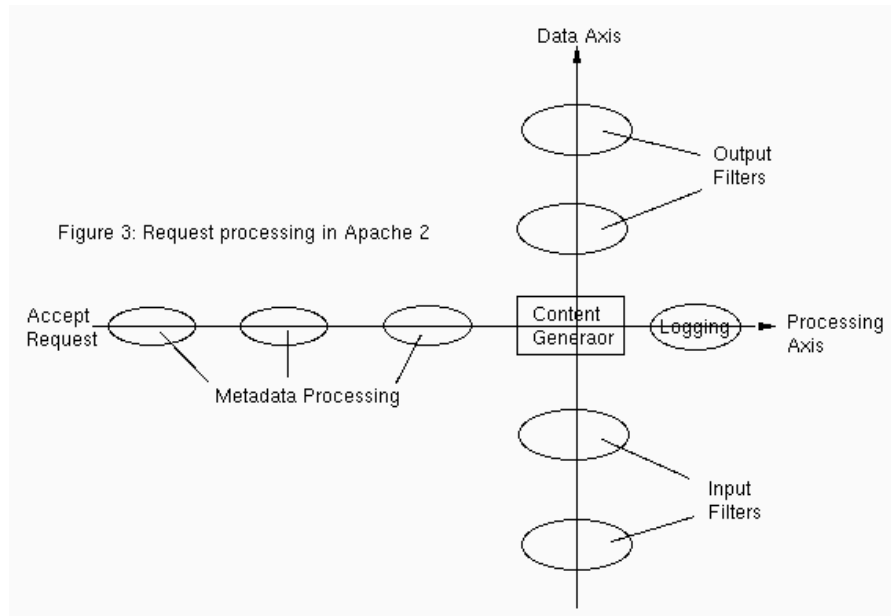 Data Axis
Output
Filters
Figure 3: Request processing in Apache 2
Accept
Request
Content
Generaor
Logging
Processing
Axis
Metadata Processing
Input
Filters